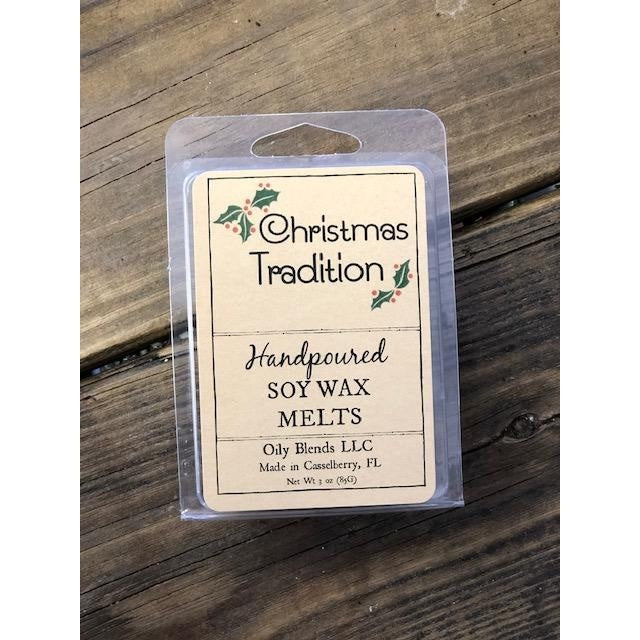 Christmas
Tradition
Handpoured
SOY WAX
MELTS
Oily Blends LLC
Made in Casselberry, FL
Net Wt 3 oz (85G)